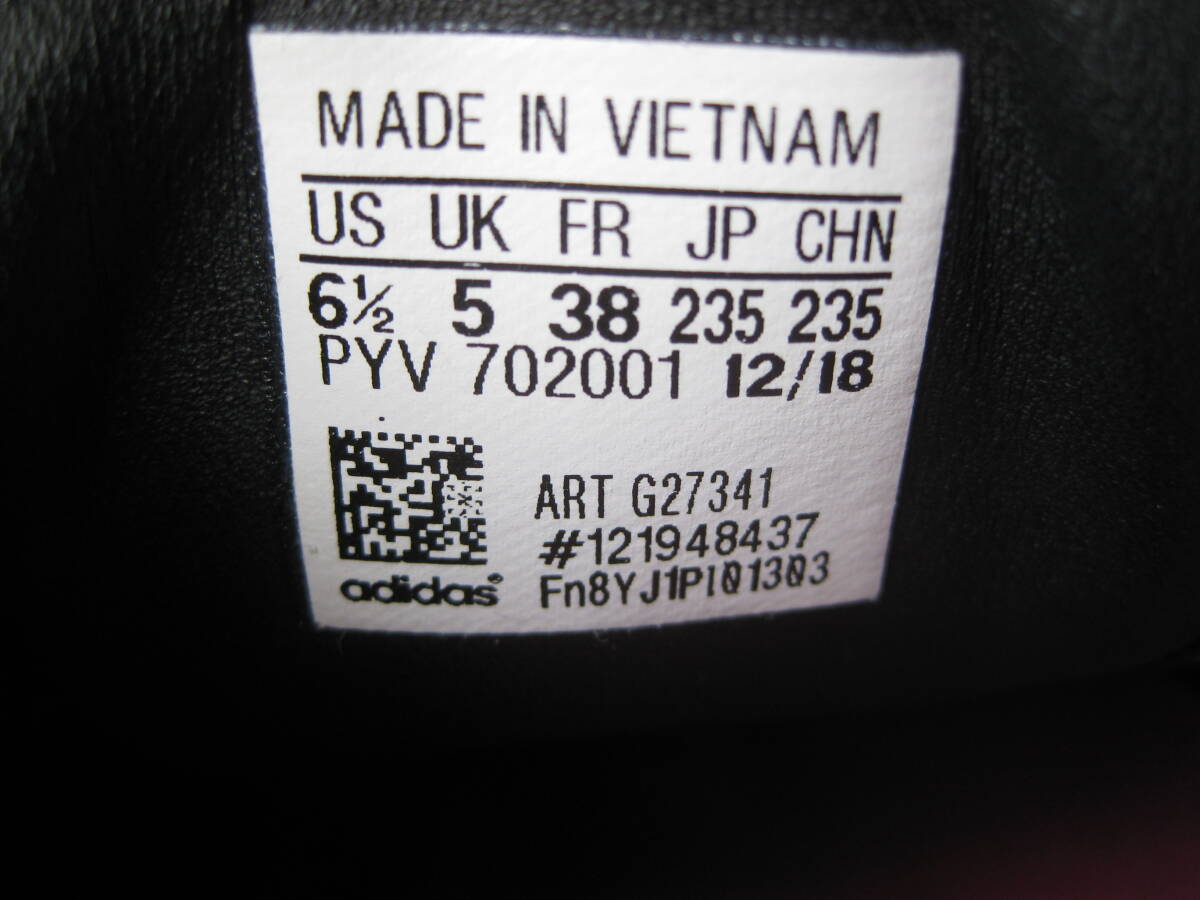 MADE IN VIETNAM
US UK FR JP CHN
6½ 5 38 235 235
PYV 702001 12/18
ART G27341
#121948437
Fn8YJ1Pl01303
adidas®